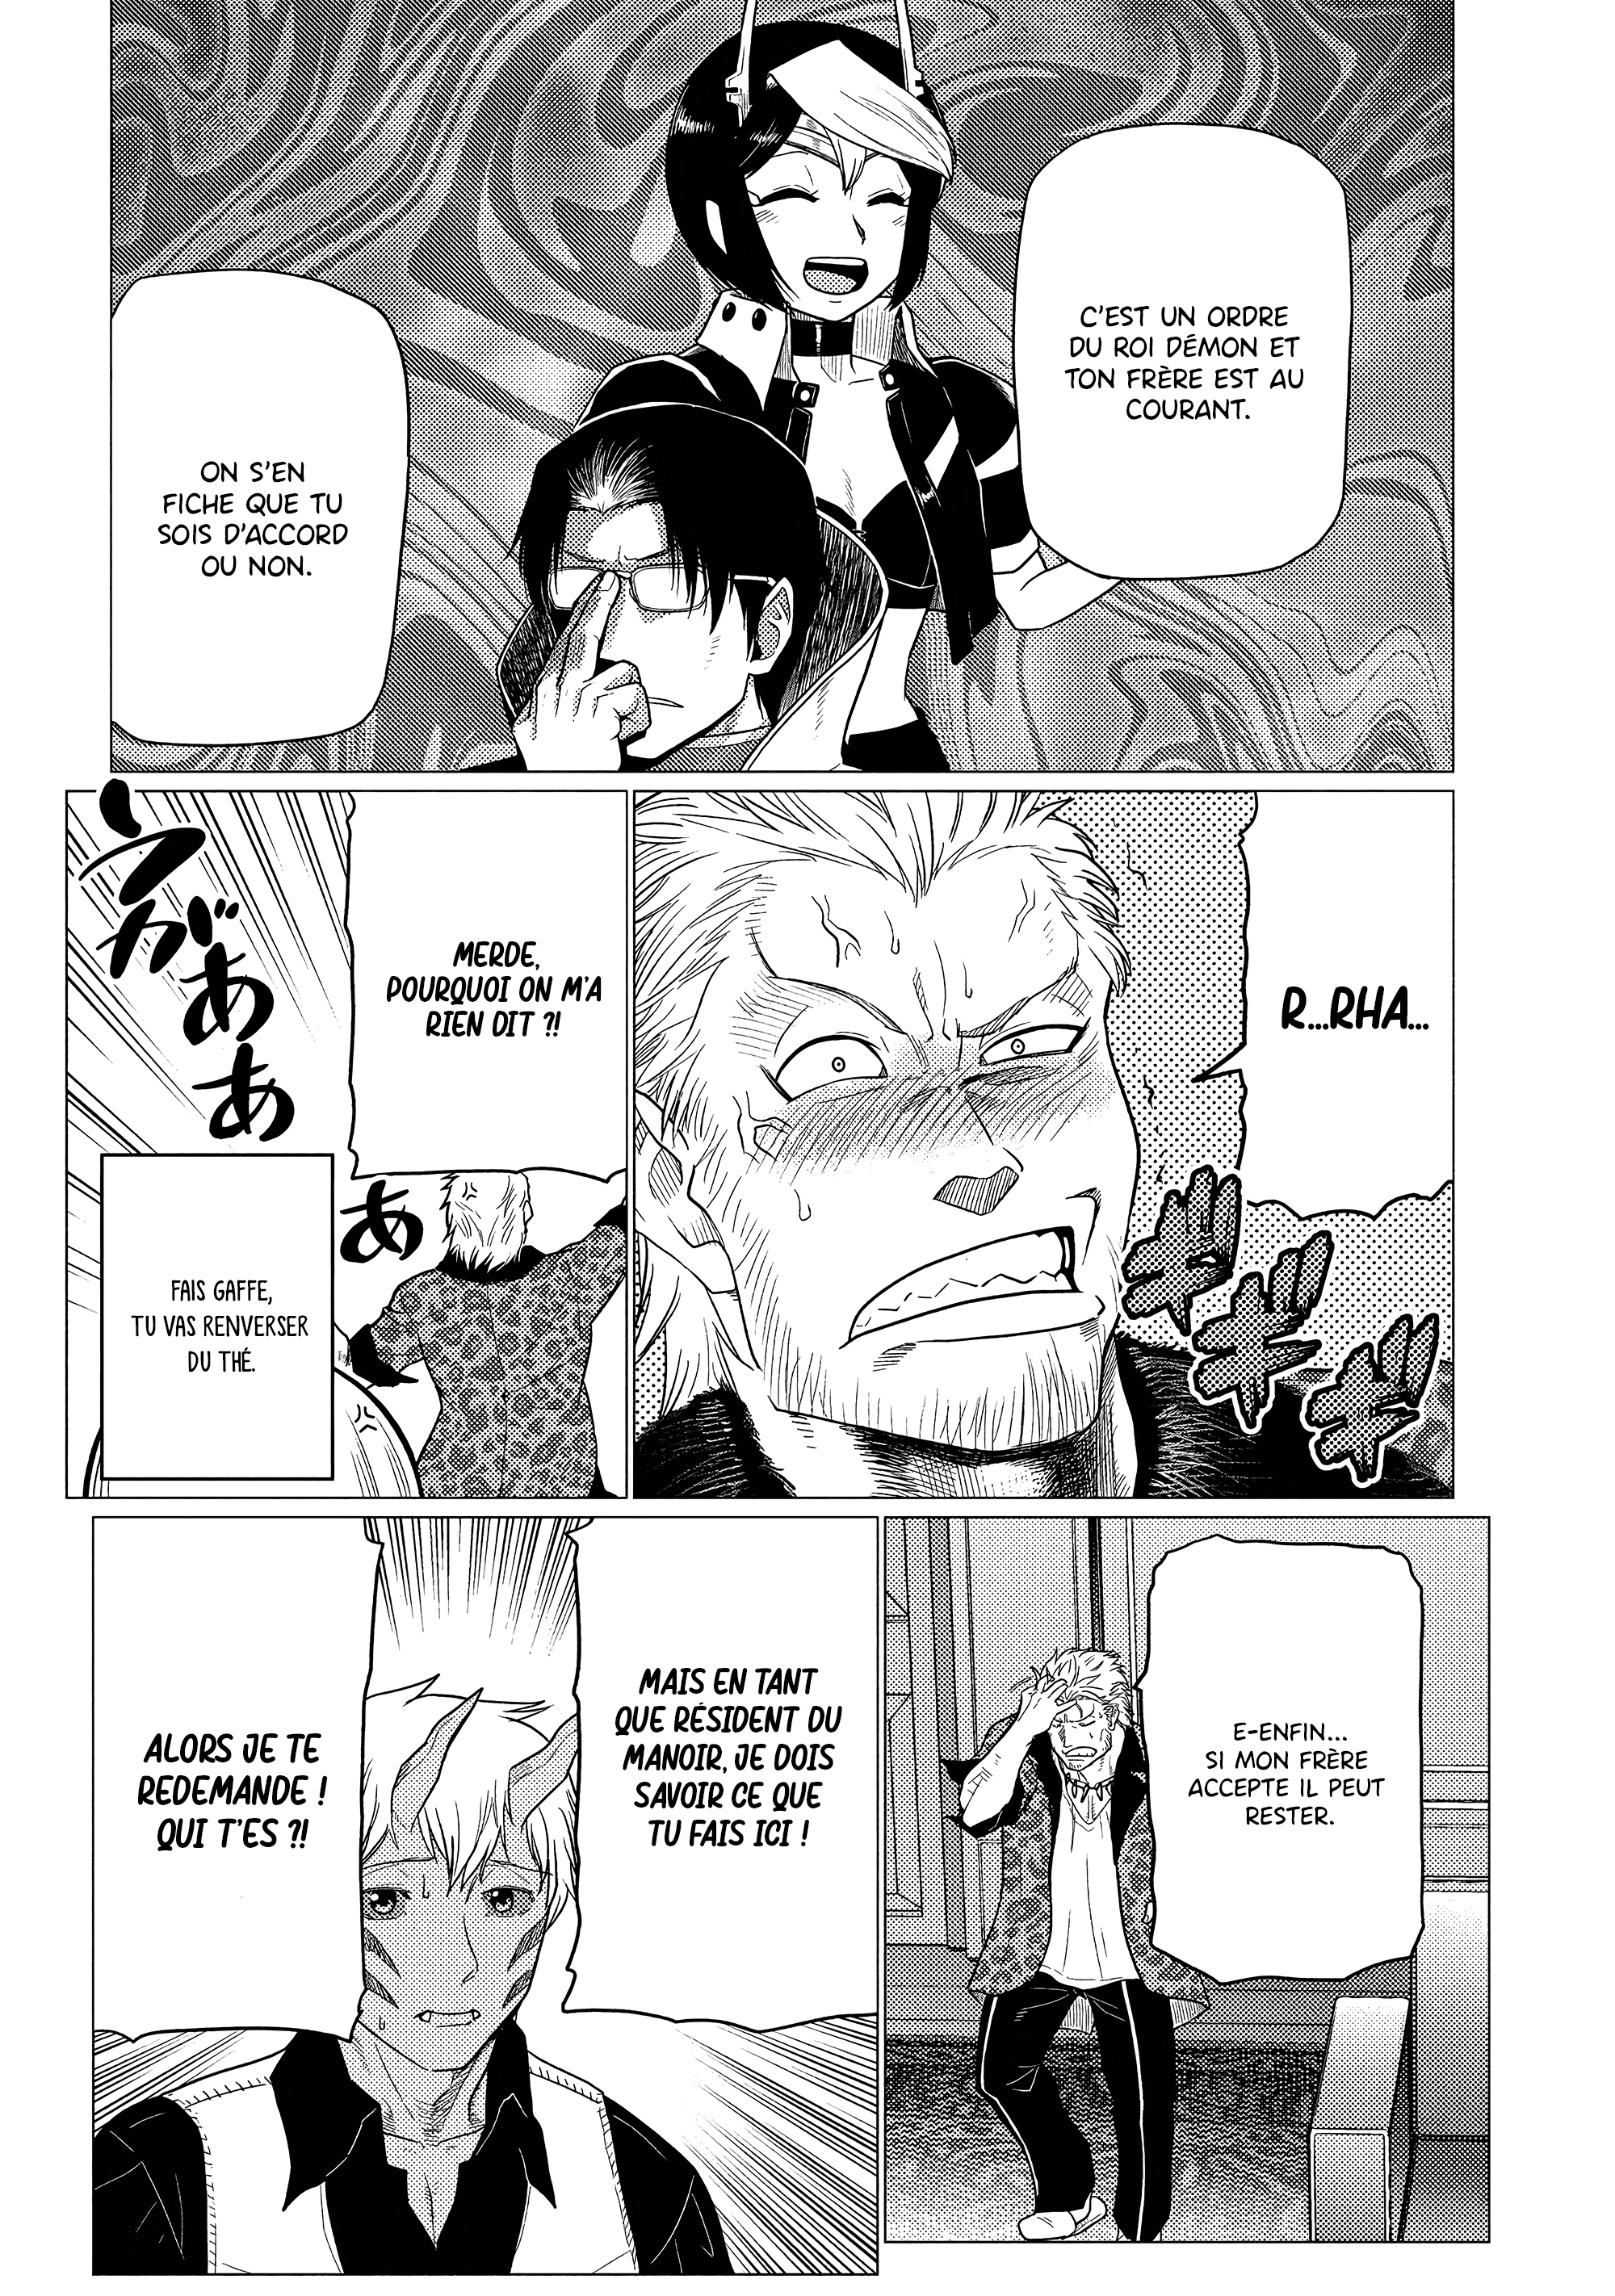 C'EST UN ORDRE
DU ROI DÉMON ET
TON FRÈRE EST AU
COURANT.
ON S'EN
FICHE QUE TU
SOIS D'ACCORD
OU NON.
R...RHA...
ギギギ
MERDE,
POURQUOI ON M'A
RIEN DIT ?!
うがああ
あ
FAIS GAFFE,
TU VAS RENVERSER
DU THÉ.
E-ENFIN...
SI MON FRÈRE
ACCEPTE IL PEUT
RESTER.
MAIS EN TANT
QUE RÉSIDENT DU
MANOIR, JE DOIS
SAVOIR CE QUE
TU FAIS ICI !
ALORS JE TE
REDEMANDE !
QUI T'ES ?!